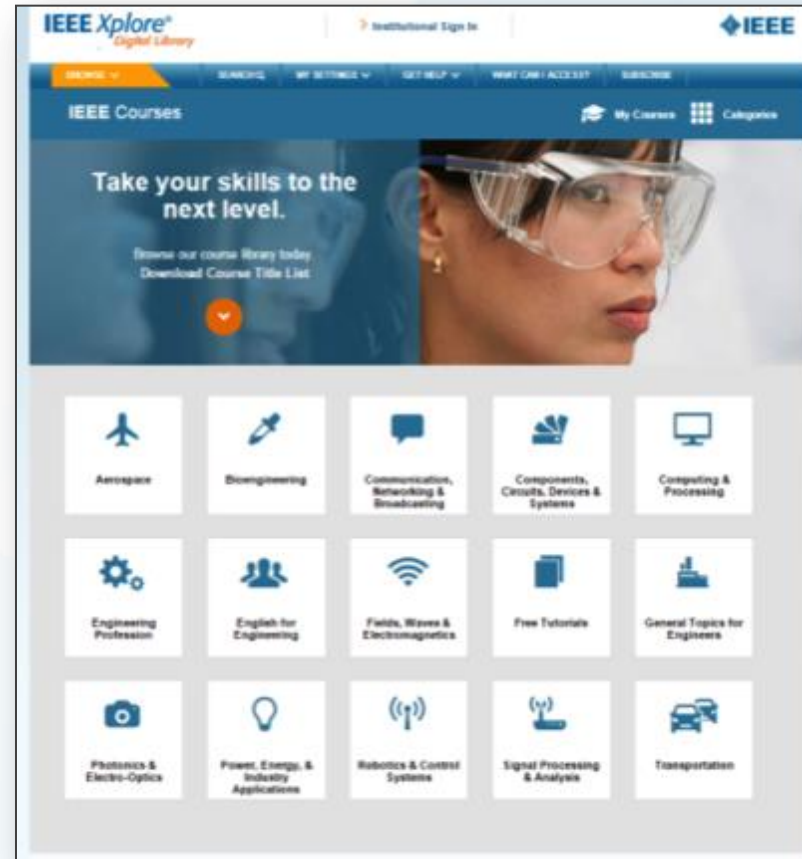 IEEE Xplore®
Digital Library
Institutional Sign In
IEEE
BROWSE
SEARCH
MY SETTINGS
GET HELP
WHAT CAN I ACCESS?
SUBSCRIBE
IEEE Courses
My Courses
Categories
Take your skills to the
next level.
Browse our course library today.
Download Course Title List
Aerospace
Bioengineering
Communication,
Networking &
Broadcasting
Components,
Circuits, Devices &
Systems
Computing &
Processing
Engineering
Profession
English for
Engineering
Fields, Waves &
Electromagnetics
Free Tutorials
General Topics for
Engineers
Photonics &
Electro-Optics
Power, Energy, &
Industry
Applications
Robotics & Control
Systems
Signal Processing
& Analysis
Transportation